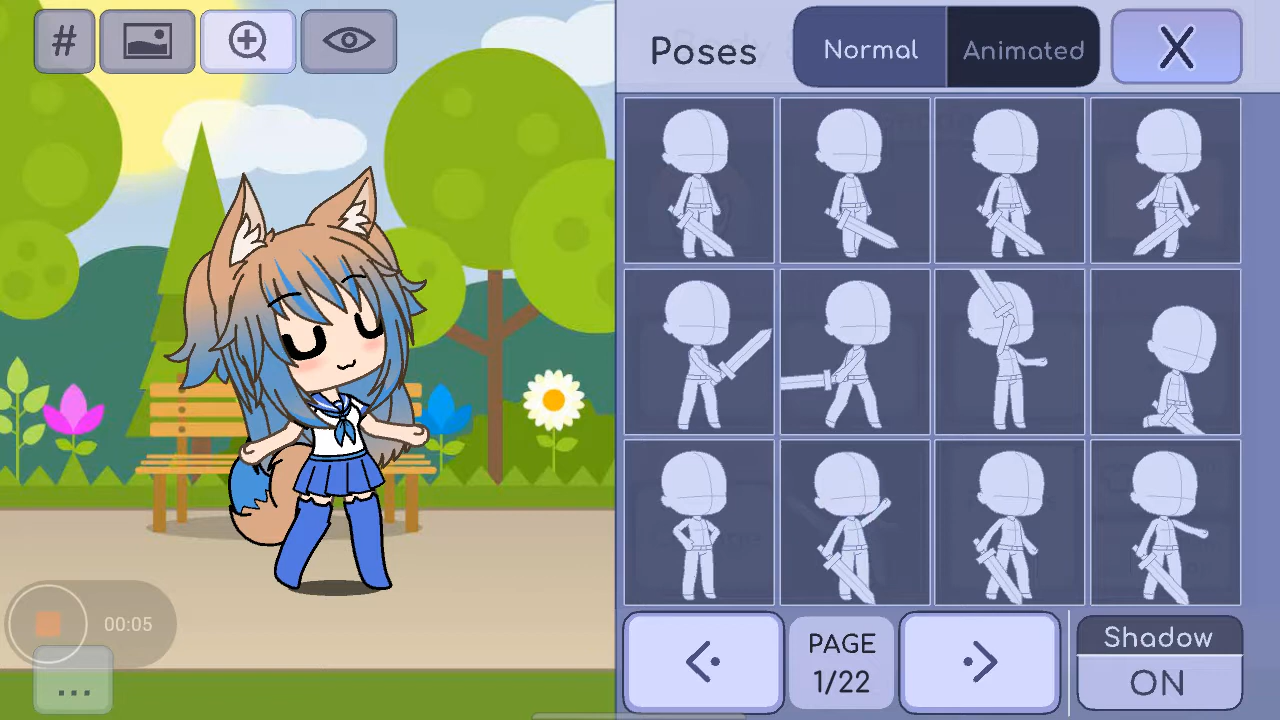 #
Poses
Normal
Animated
X
00:05
...
PAGE
1/22
Shadow
ON